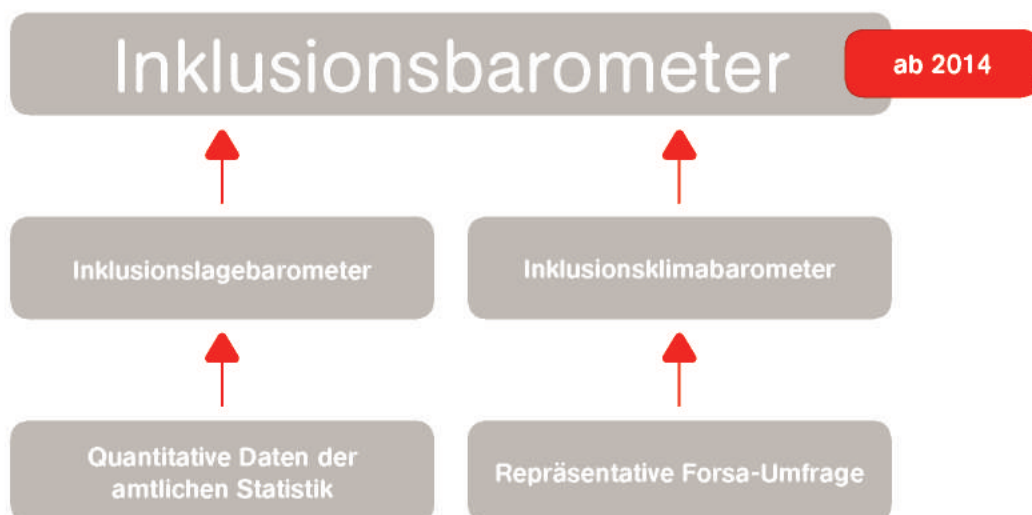 Inklusionsbarometer
ab 2014
Inklusionslagebarometer
Inklusionsklimabarometer
Quantitative Daten der
amtlichen Statistik
Repräsentative Forsa-Umfrage